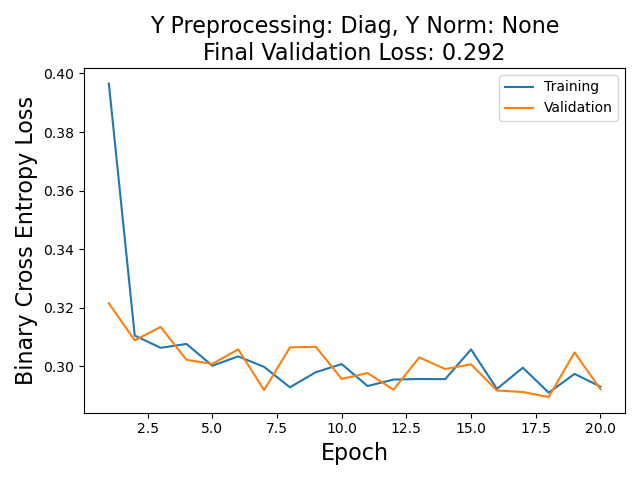 Y Preprocessing: Diag, Y Norm: None
Final Validation Loss: 0.292
0.40
0.38
0.36
0.34
0.32
0.30
Binary Cross Entropy Loss
Training
Validation
2.5 5.0 7.5 10.0 12.5 15.0 17.5 20.0
Epoch